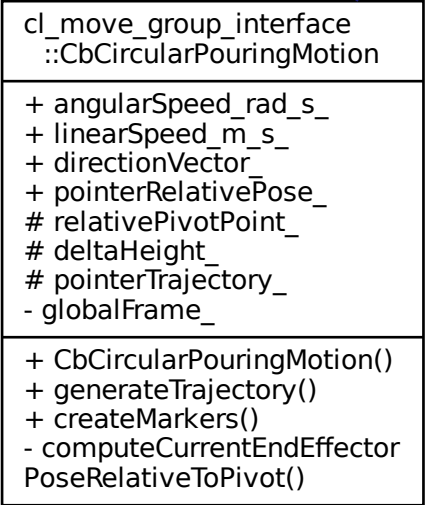 cl_move_group_interface
::CbCircularPouringMotion
+ angularSpeed_rad_s_
+ linearSpeed_m_s_
+ directionVector_
+ pointerRelativePose_
# relativePivotPoint_
# deltaHeight_
# pointerTrajectory_
- globalFrame_
+ CbCircularPouringMotion()
+ generateTrajectory()
+ createMarkers()
- computeCurrentEndEffector
PoseRelativeToPivot()